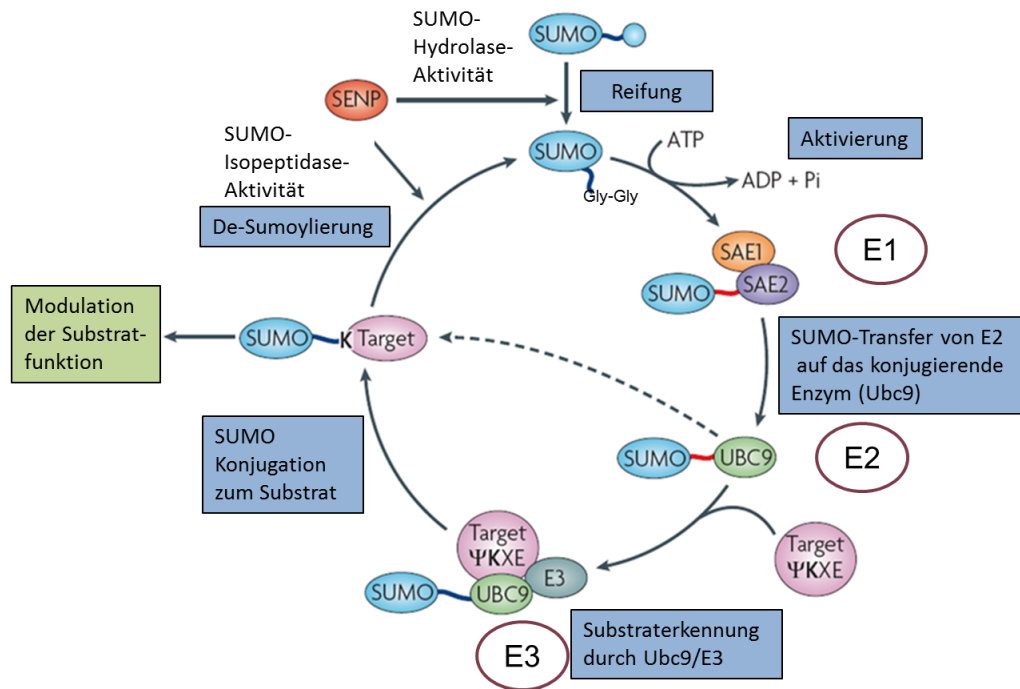 SUMO-
Hydrolase-
Aktivität
SUMO
Reifung
SENP
SUMO-
Isopeptidase-
Aktivität
De-Sumoylierung
SUMO
Gly-Gly
ATP
ADP + Pi
Aktivierung
SAE1
SAE2
SUMO
E1
Modulation
der Substrat-
funktion
SUMO
K Target
SUMO-Transfer von E2
auf das konjugierende
Enzym (Ubc9)
SUMO
UBC9
E2
SUMO
Konjugation
zum Substrat
Target
ΨKXE
Target
ΨKXE
E3
SUMO
UBC9
E3
Substraterkennung
durch Ubc9/E3